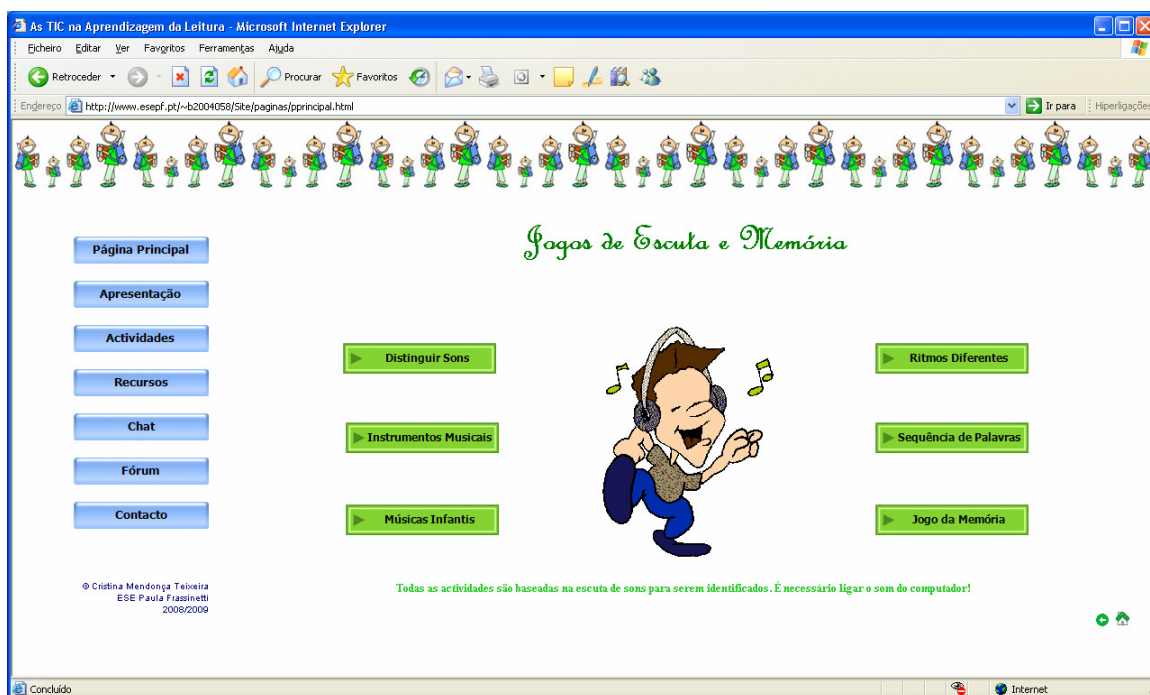 As TIC na Aprendizagem da Leitura - Microsoft Internet Explorer
Ficheiro Editar Ver Favoritos Ferramentas Ajuda
Retroceder Procurar Favoritos
Endereço http://www.esepf.pt/~b2004058/Site/paginas/pprincipal.html Ir para Hiperligações
Jogos de Escuta e Memória
Página Principal
Apresentação
Actividades
Recursos
Chat
Fórum
Contacto
Distinguir Sons
Instrumentos Musicais
Músicas Infantis
Ritmos Diferentes
Sequência de Palavras
Jogo da Memória
© Cristina Mendonça Teixeira
ESE Paula Frassinetti
2008/2009
Todas as actividades são baseadas na escuta de sons para serem identificados. É necessário ligar o som do computador!
Concluído Internet